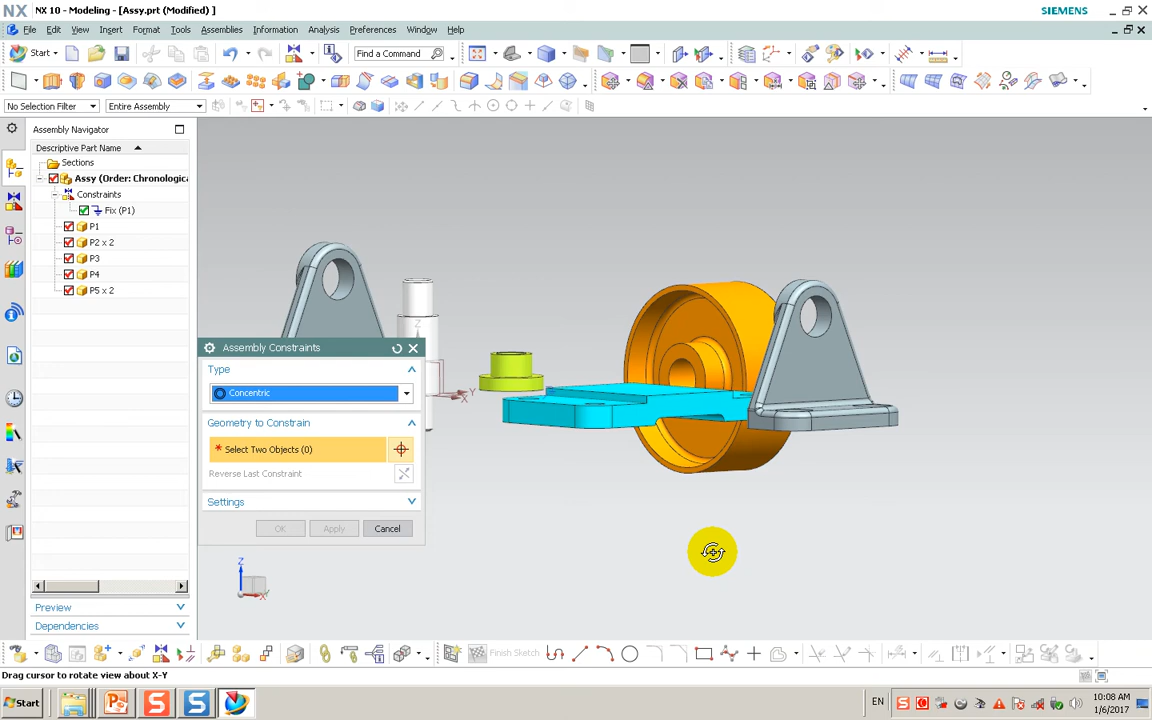 NX NX 10 - Modeling - [Assy.prt (Modified) ] SIEMENS
File Edit View Insert Format Tools Assemblies Information Analysis Preferences Window Help
Start Find a Command
No Selection Filter Entire Assembly
Assembly Navigator
Descriptive Part Name
Sections
Assy (Order: Chronologica
Constraints
Fix (P1)
P1
P2 x 2
P3
P4
P5 x 2
Assembly Constraints
Type
Concentric
Geometry to Constrain
* Select Two Objects (0)
Reverse Last Constraint
Settings
OK Apply Cancel
Z
Y
X
Z
X
Preview
Dependencies
Finish Sketch
Drag cursor to rotate view about X-Y
Start EN 10:08 AM
1/6/2017